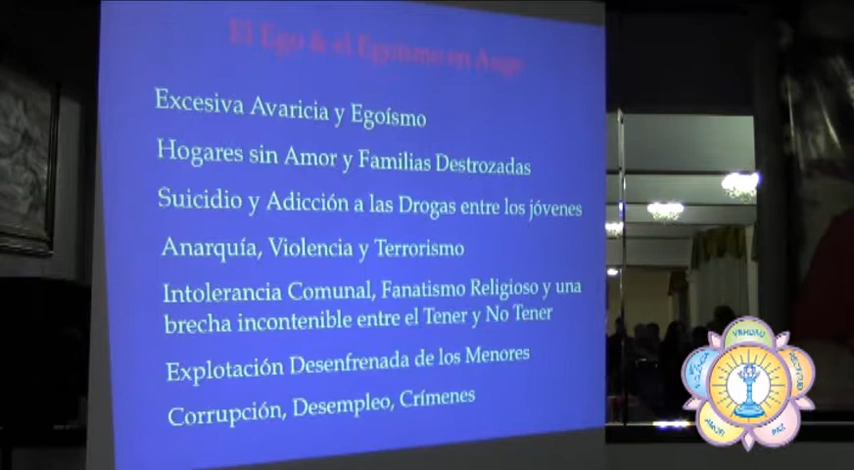 El Ego & el Egoísmo en Auge
Excesiva Avaricia y Egoísmo
Hogares sin Amor y Familias Destrozadas
Suicidio y Adicción a las Drogas entre los jóvenes
Anarquía, Violencia y Terrorismo
Intolerancia Comunal, Fanatismo Religioso y una
brecha incontenible entre el Tener y No Tener
Explotación Desenfrenada de los Menores
Corrupción, Desempleo, Crímenes
VERDAD
RECTITUD
PAZ
AMOR